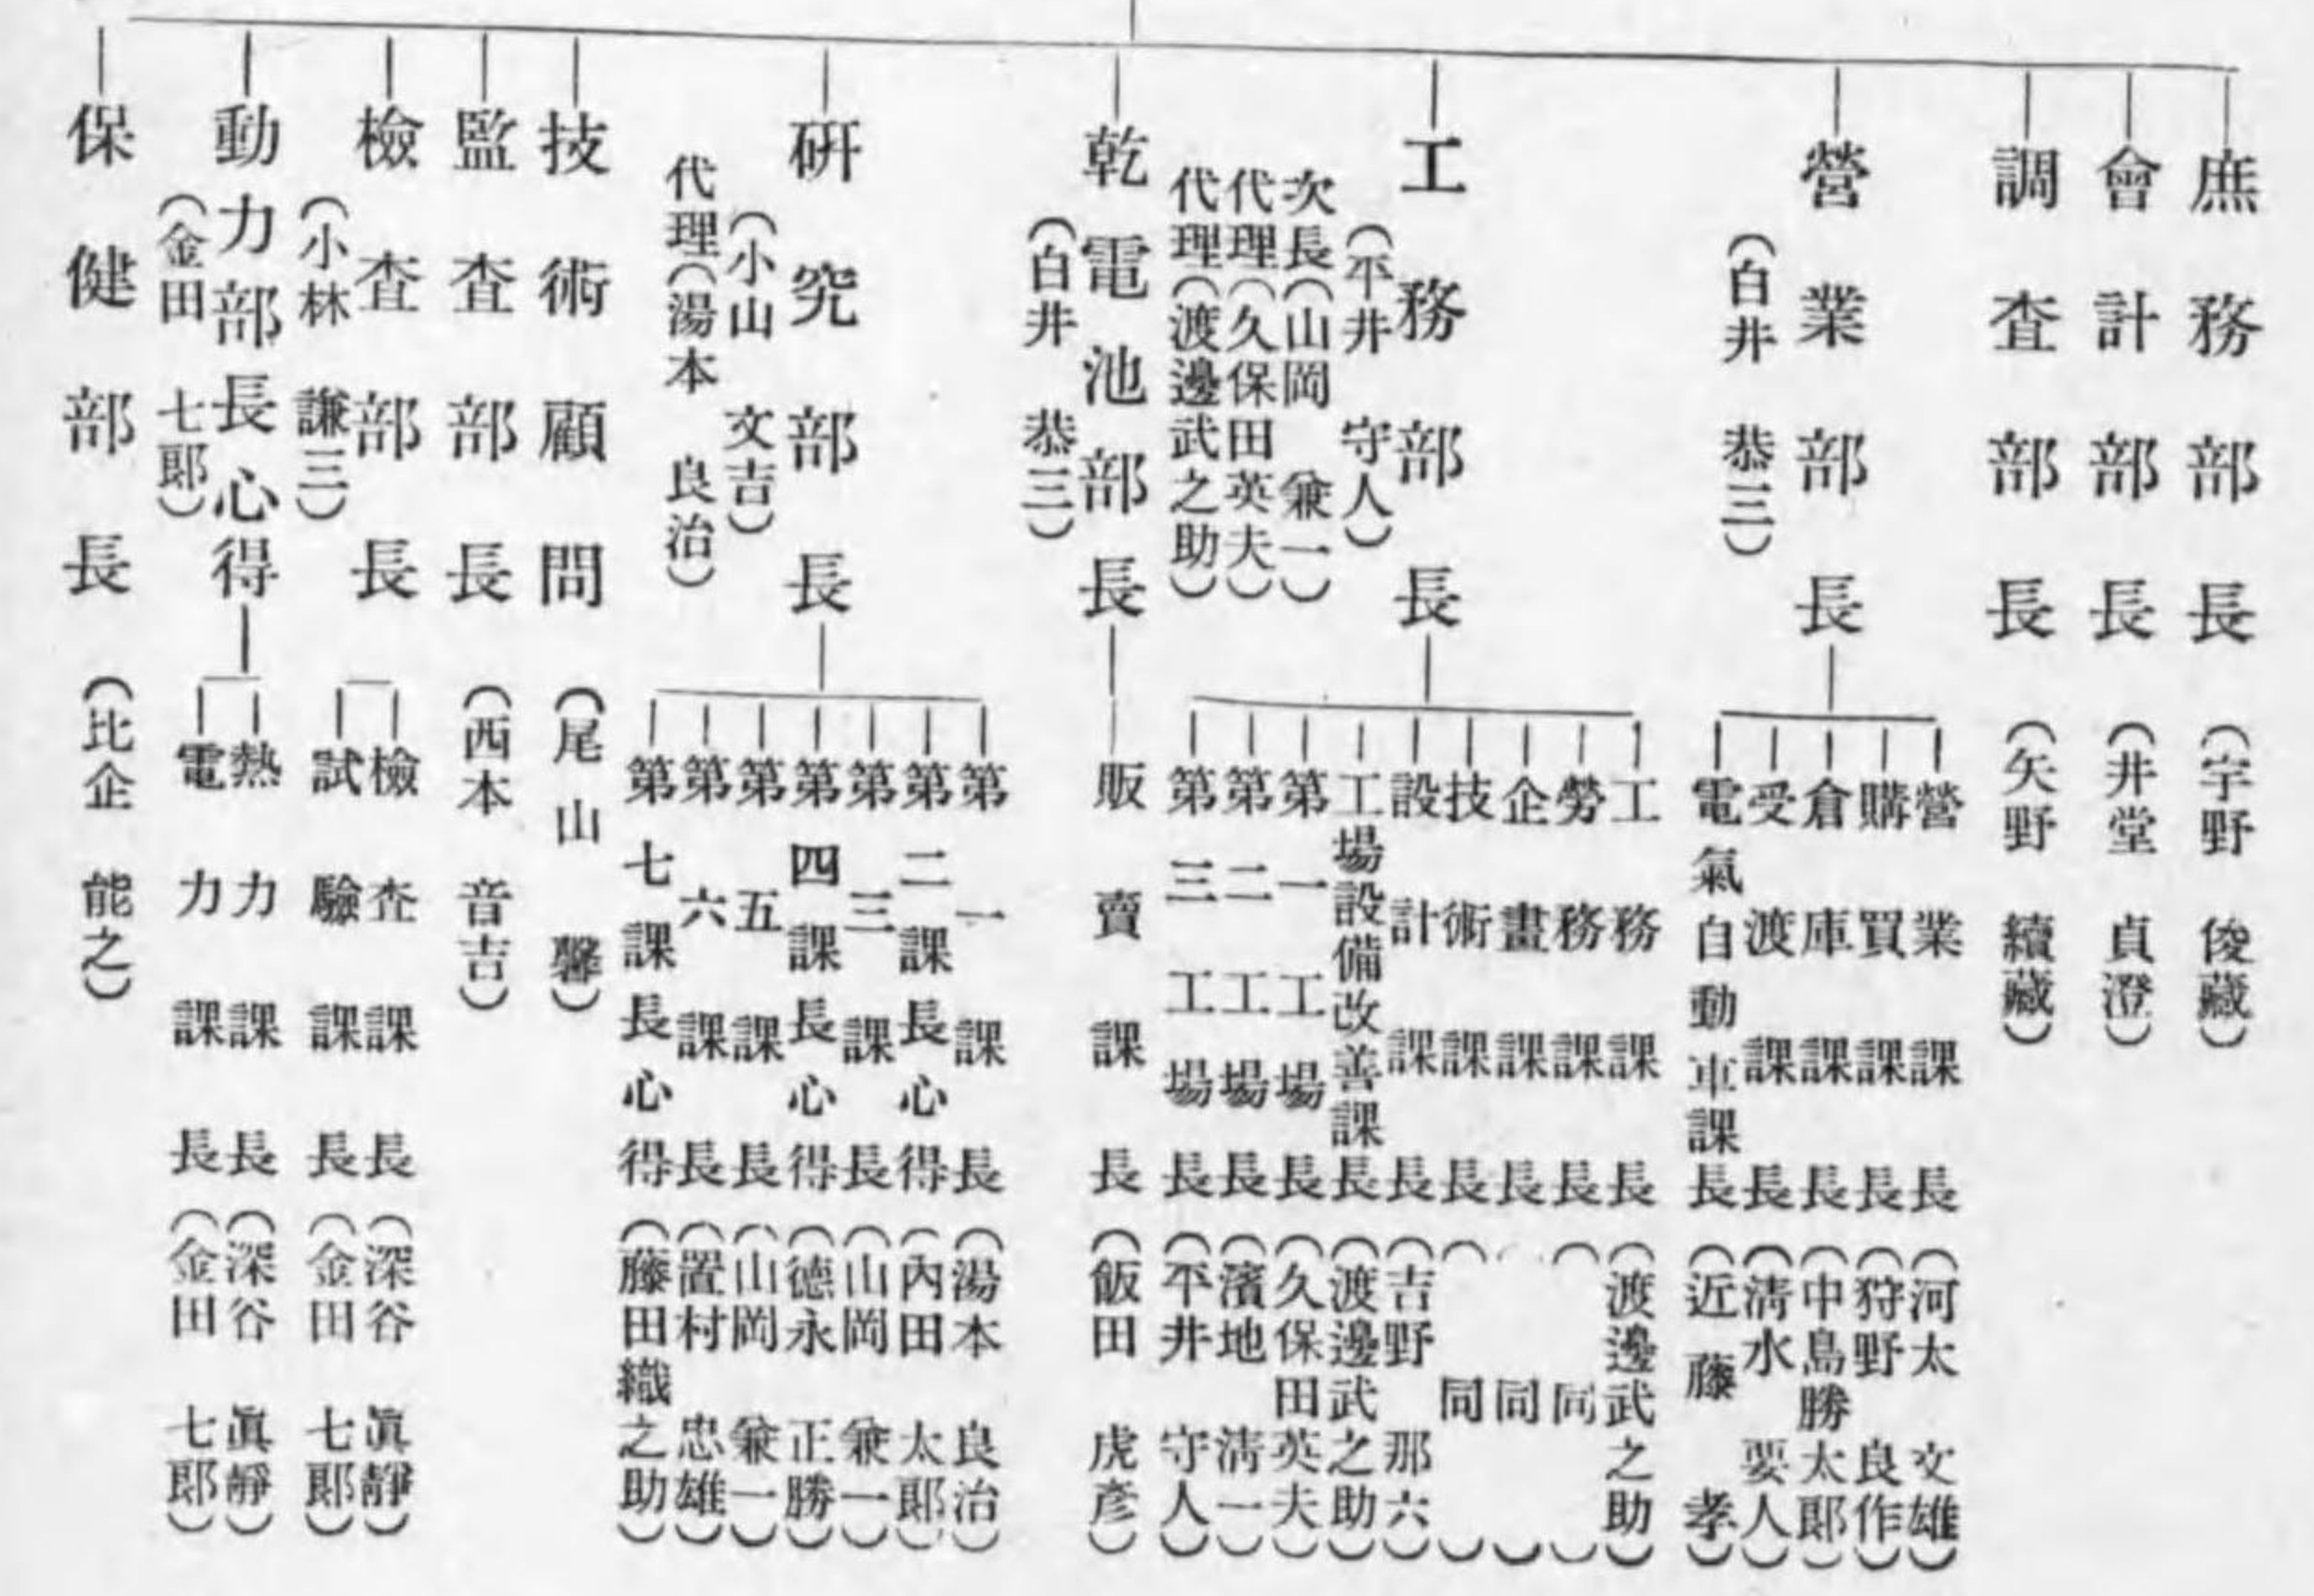 庶務部長(宇野俊藏)
會計部長(井堂貞澄)
調査部長(矢野續藏)
營業部長
(白井恭三)
營業課長(河太文雄)
購買課長(狩野良作)
倉庫課長(中島勝太郞)
受渡課長(淸水要人)
電氣自動車課長(近藤孝)
工務部長
(平井守人)
次長(山岡兼一)
代理(久保田英夫)
代理(渡邊武之助)
工務課長(渡邊武之助)
勞務課長(同)
企畫課長(同)
技術課長(同)
設計課長(吉野那六)
工場設備改善課長(渡邊武之助)
第一工場長(久保田英夫)
第二工場長(濱地淸一)
第三工場長(平井守人)
乾電池部長
(白井恭三)
販賣課長(飯田虎彥)
硏究部長
(小山文吉)
代理(湯本良治)
第一課長(湯本良治)
第二課長心得(內田太郞)
第三課長(山岡兼一)
第四課長心得(德永正勝)
第五課長(山岡兼一)
第六課長(置村忠雄)
第七課長心得(藤田織之助)
技術顧問(尾山馨)
監査部長(西本音吉)
檢査部長
(小林謙三)
檢査課長(深谷眞靜)
試驗課長(金田七郞)
動力部長心得
(金田七郞)
熱力課長(深谷眞靜)
電力課長(金田七郞)
保健部長(比企能之)